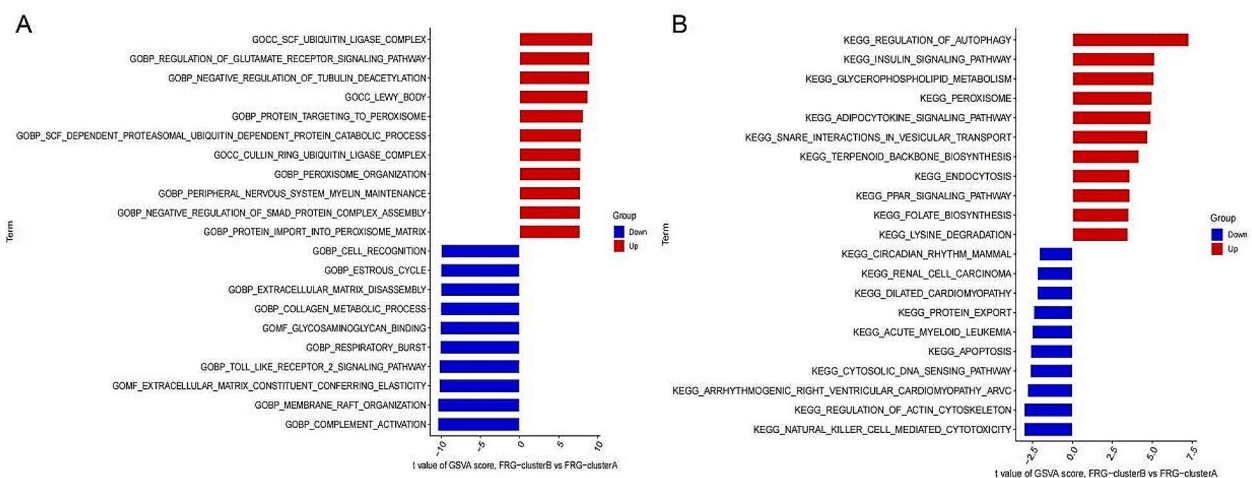 A
GOCC_SCF_UBIQUITIN_LIGASE_COMPLEX
GOBP_REGULATION_OF_GLUTAMATE_RECEPTOR_SIGNALING_PATHWAY
GOBP_NEGATIVE_REGULATION_OF_TUBULIN_DEACETYLATION
GOCC_LEWY_BODY
GOBP_PROTEIN_TARGETING_TO_PEROXISOME
GOBP_SCF_DEPENDENT_PROTEASOMAL_UBIQUITIN_DEPENDENT_PROTEIN_CATABOLIC_PROCESS
GOCC_CULLIN_RING_UBIQUITIN_LIGASE_COMPLEX
GOBP_PEROXISOME_ORGANIZATION
GOBP_PERIPHERAL_NERVOUS_SYSTEM_MYELIN_MAINTENANCE
GOBP_NEGATIVE_REGULATION_OF_SMAD_PROTEIN_COMPLEX_ASSEMBLY
GOBP_PROTEIN_IMPORT_INTO_PEROXISOME_MATRIX
GOBP_CELL_RECOGNITION
GOBP_ESTROUS_CYCLE
GOBP_EXTRACELLULAR_MATRIX_DISASSEMBLY
GOBP_COLLAGEN_METABOLIC_PROCESS
GOMF_GLYCOSAMINOGLYCAN_BINDING
GOBP_RESPIRATORY_BURST
GOBP_TOLL_LIKE_RECEPTOR_2_SIGNALING_PATHWAY
GOMF_EXTRACELLULAR_MATRIX_CONSTITUENT_CONFERRING_ELASTICITY
GOBP_MEMBRANE_RAFT_ORGANIZATION
GOBP_COMPLEMENT_ACTIVATION
Term
-10 -5 0 5 10
t value of GSVA score, FRG-clusterB vs FRG-clusterA
Group
Down
Up
B
KEGG_REGULATION_OF_AUTOPHAGY
KEGG_INSULIN_SIGNALING_PATHWAY
KEGG_GLYCEROPHOSPHOLIPID_METABOLISM
KEGG_PEROXISOME
KEGG_ADIPOCYTOKINE_SIGNALING_PATHWAY
KEGG_SNARE_INTERACTIONS_IN_VESICULAR_TRANSPORT
KEGG_TERPENOID_BACKBONE_BIOSYNTHESIS
KEGG_ENDOCYTOSIS
KEGG_PPAR_SIGNALING_PATHWAY
KEGG_FOLATE_BIOSYNTHESIS
KEGG_LYSINE_DEGRADATION
KEGG_CIRCADIAN_RHYTHM_MAMMAL
KEGG_RENAL_CELL_CARCINOMA
KEGG_DILATED_CARDIOMYOPATHY
KEGG_PROTEIN_EXPORT
KEGG_ACUTE_MYELOID_LEUKEMIA
KEGG_APOPTOSIS
KEGG_CYTOSOLIC_DNA_SENSING_PATHWAY
KEGG_ARRHYTHMOGENIC_RIGHT_VENTRICULAR_CARDIOMYOPATHY_ARVC
KEGG_REGULATION_OF_ACTIN_CYTOSKELETON
KEGG_NATURAL_KILLER_CELL_MEDIATED_CYTOTOXICITY
Term
-2.5 0.0 2.5 5.0 7.5
t value of GSVA score, FRG-clusterB vs FRG-clusterA
Group
Down
Up